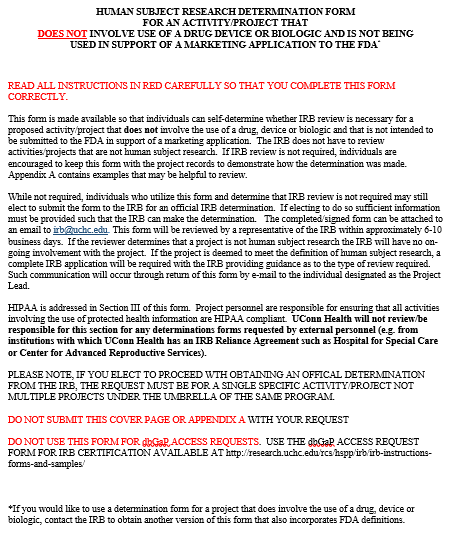 HUMAN SUBJECT RESEARCH DETERMINATION FORM
FOR AN ACTIVITY/PROJECT THAT
DOES NOT INVOLVE USE OF A DRUG DEVICE OR BIOLOGIC AND IS NOT BEING
USED IN SUPPORT OF A MARKETING APPLICATION TO THE FDA*
READ ALL INSTRUCTIONS IN RED CAREFULLY SO THAT YOU COMPLETE THIS FORM
CORRECTLY.
This form is made available so that individuals can self-determine whether IRB review is necessary for a
proposed activity/project that does not involve the use of a drug, device or biologic and that is not intended to
be submitted to the FDA in support of a marketing application. The IRB does not have to review
activities/projects that are not human subject research. If IRB review is not required, individuals are
encouraged to keep this form with the project records to demonstrate how the determination was made.
Appendix A contains examples that may be helpful to review.
While not required, individuals who utilize this form and determine that IRB review is not required may still
elect to submit the form to the IRB for an official IRB determination. If electing to do so sufficient information
must be provided such that the IRB can make the determination. The completed/signed form can be attached to
an email to irb@uchc.edu. This form will be reviewed by a representative of the IRB within approximately 6-10
business days. If the reviewer determines that a project is not human subject research the IRB will have no on-
going involvement with the project. If the project is deemed to meet the definition of human subject research, a
complete IRB application will be required with the IRB providing guidance as to the type of review required.
Such communication will occur through return of this form by e-mail to the individual designated as the Project
Lead.
HIPAA is addressed in Section III of this form. Project personnel are responsible for ensuring that all activities
involving the use of protected health information are HIPAA compliant. UConn Health will not review/be
responsible for this section for any determinations forms requested by external personnel (e.g. from
institutions with which UConn Health has an IRB Reliance Agreement such as Hospital for Special Care
or Center for Advanced Reproductive Services).
PLEASE NOTE, IF YOU ELECT TO PROCEED WTH OBTAINING AN OFFICAL DETERMINATION
FROM THE IRB, THE REQUEST MUST BE FOR A SINGLE SPECIFIC ACTIVITY/PROJECT NOT
MULTIPLE PROJECTS UNDER THE UMBRELLA OF THE SAME PROGRAM.
DO NOT SUBMIT THIS COVER PAGE OR APPENDIX A WITH YOUR REQUEST
DO NOT USE THIS FORM FOR dbGaP ACCESS REQUESTS. USE THE dbGaP ACCESS REQUEST
FORM FOR IRB CERTIFICATION AVAILABLE AT http://research.uchc.edu/rcs/hspp/irb/irb-instructions-
forms-and-samples/
*If you would like to use a determination form for a project that does involve the use of a drug, device or
biologic, contact the IRB to obtain another version of this form that also incorporates FDA definitions.